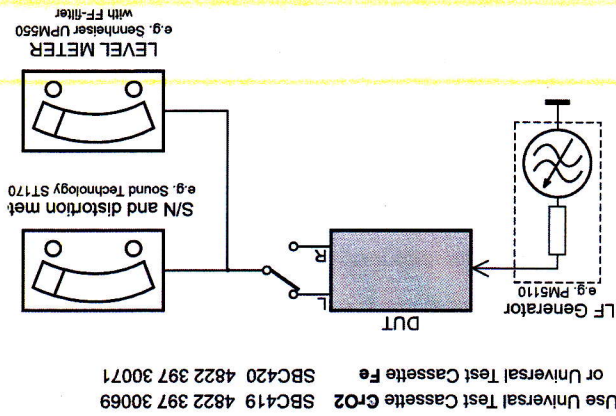 Use Universal Test Cassette CrO2 SBC419 4822 397 30069
or Universal Test Cassette Fe SBC420 4822 397 30071
LF Generator
e.g. PM5110
DUT
L
R
S/N and distortion met
e.g. Sound Technology ST170
LEVEL METER
e.g. Sennheiser UPM550
with FF-filter